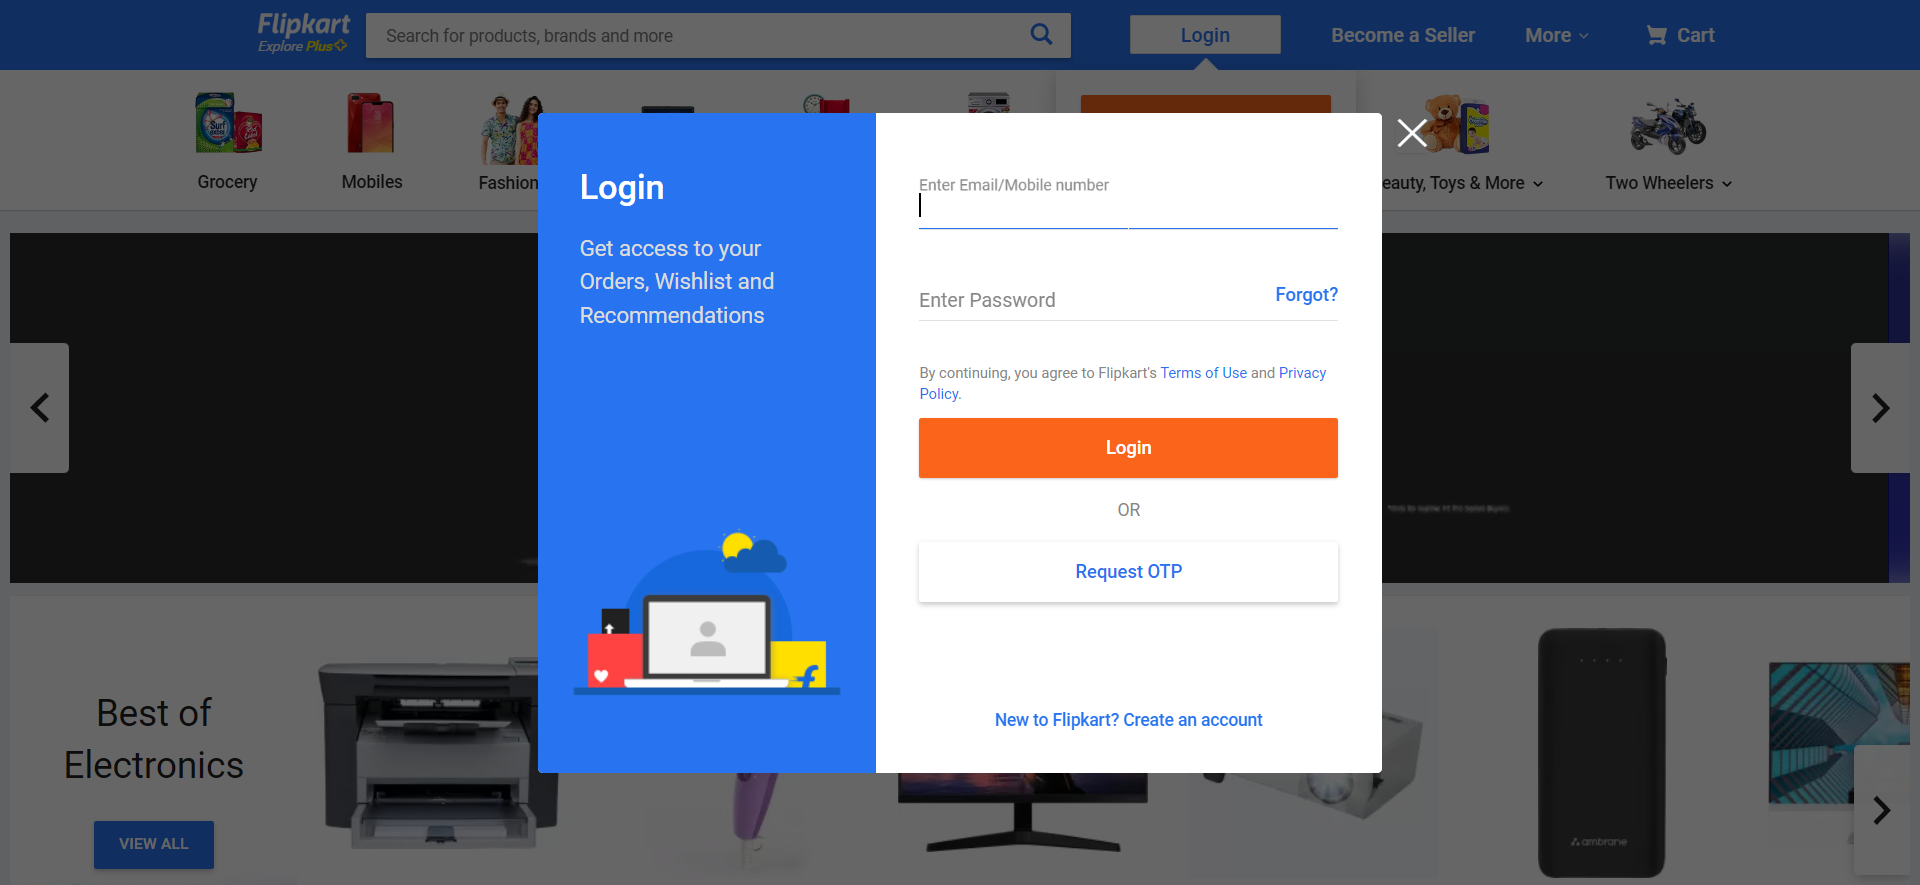 Flipkart
Explore Plus
Search for products, brands and more
Login
Become a Seller
More
Cart
Grocery
Mobiles
Fashion
eauty, Toys & More
Two Wheelers
Login
Get access to your
Orders, Wishlist and
Recommendations
Enter Email/Mobile number
Enter Password
Forgot?
By continuing, you agree to Flipkart's Terms of Use and Privacy
Policy.
Login
OR
Request OTP
New to Flipkart? Create an account
Best of
Electronics
VIEW ALL
ambrane